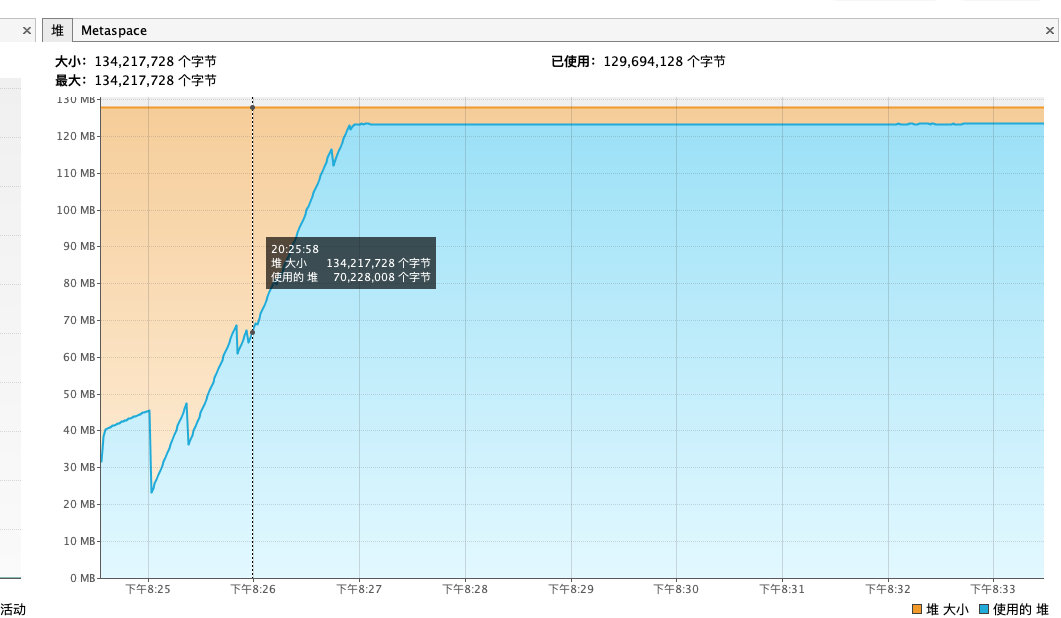 堆 Metaspace
大小: 134,217,728 个字节
已使用: 129,694,128 个字节
最大: 134,217,728 个字节
130 MB
120 MB
110 MB
100 MB
90 MB
80 MB
70 MB
60 MB
50 MB
40 MB
30 MB
20 MB
10 MB
0 MB
20:25:58
堆 大小 134,217,728 个字节
使用的 堆 70,228,008 个字节
下午8:25 下午8:26 下午8:27 下午8:28 下午8:29 下午8:30 下午8:31 下午8:32 下午8:33
活动
堆 大小 使用的 堆